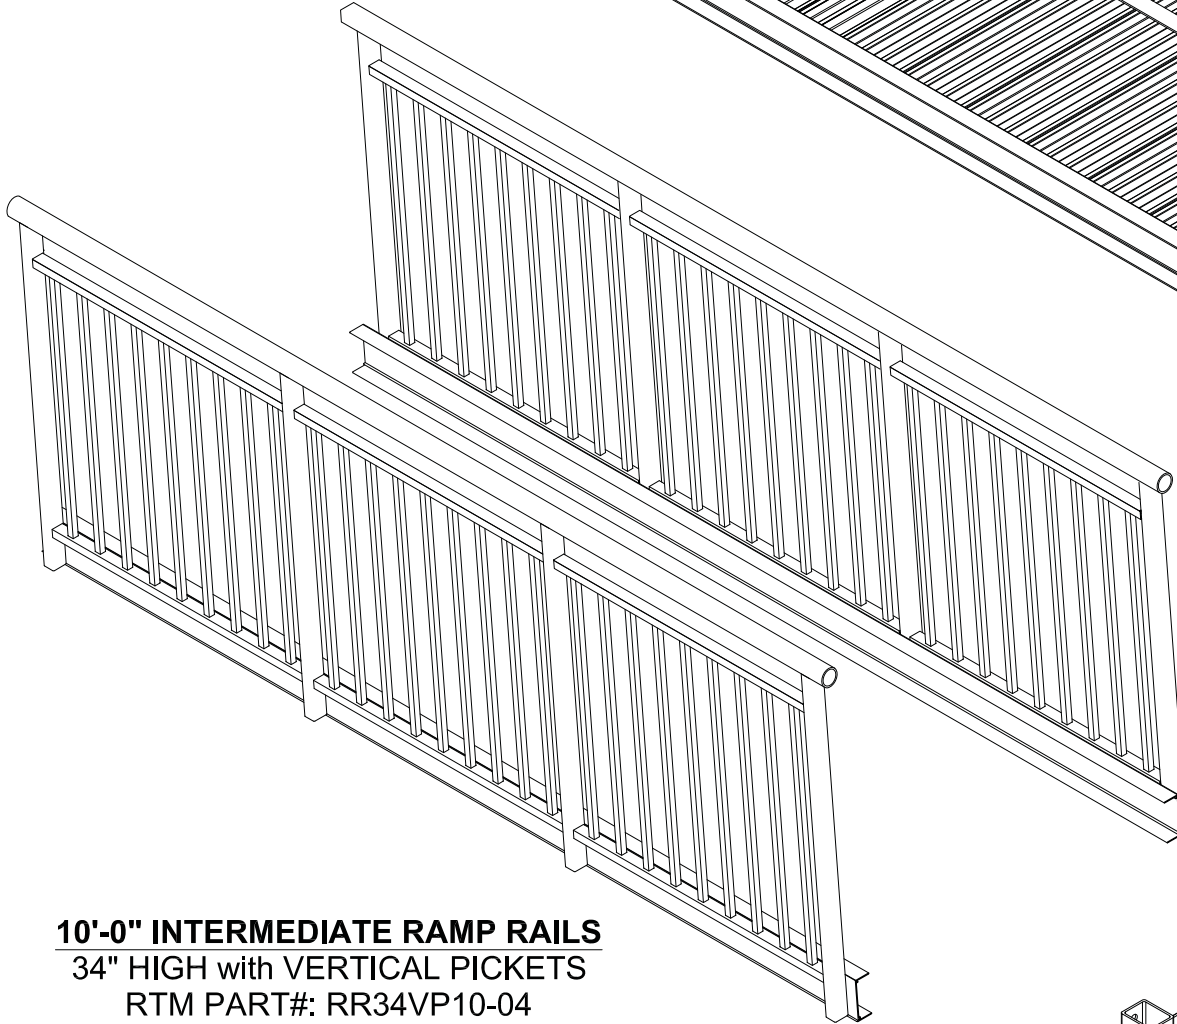 10'-0" INTERMEDIATE RAMP RAILS
34" HIGH with VERTICAL PICKETS
RTM PART#: RR34VP10-04